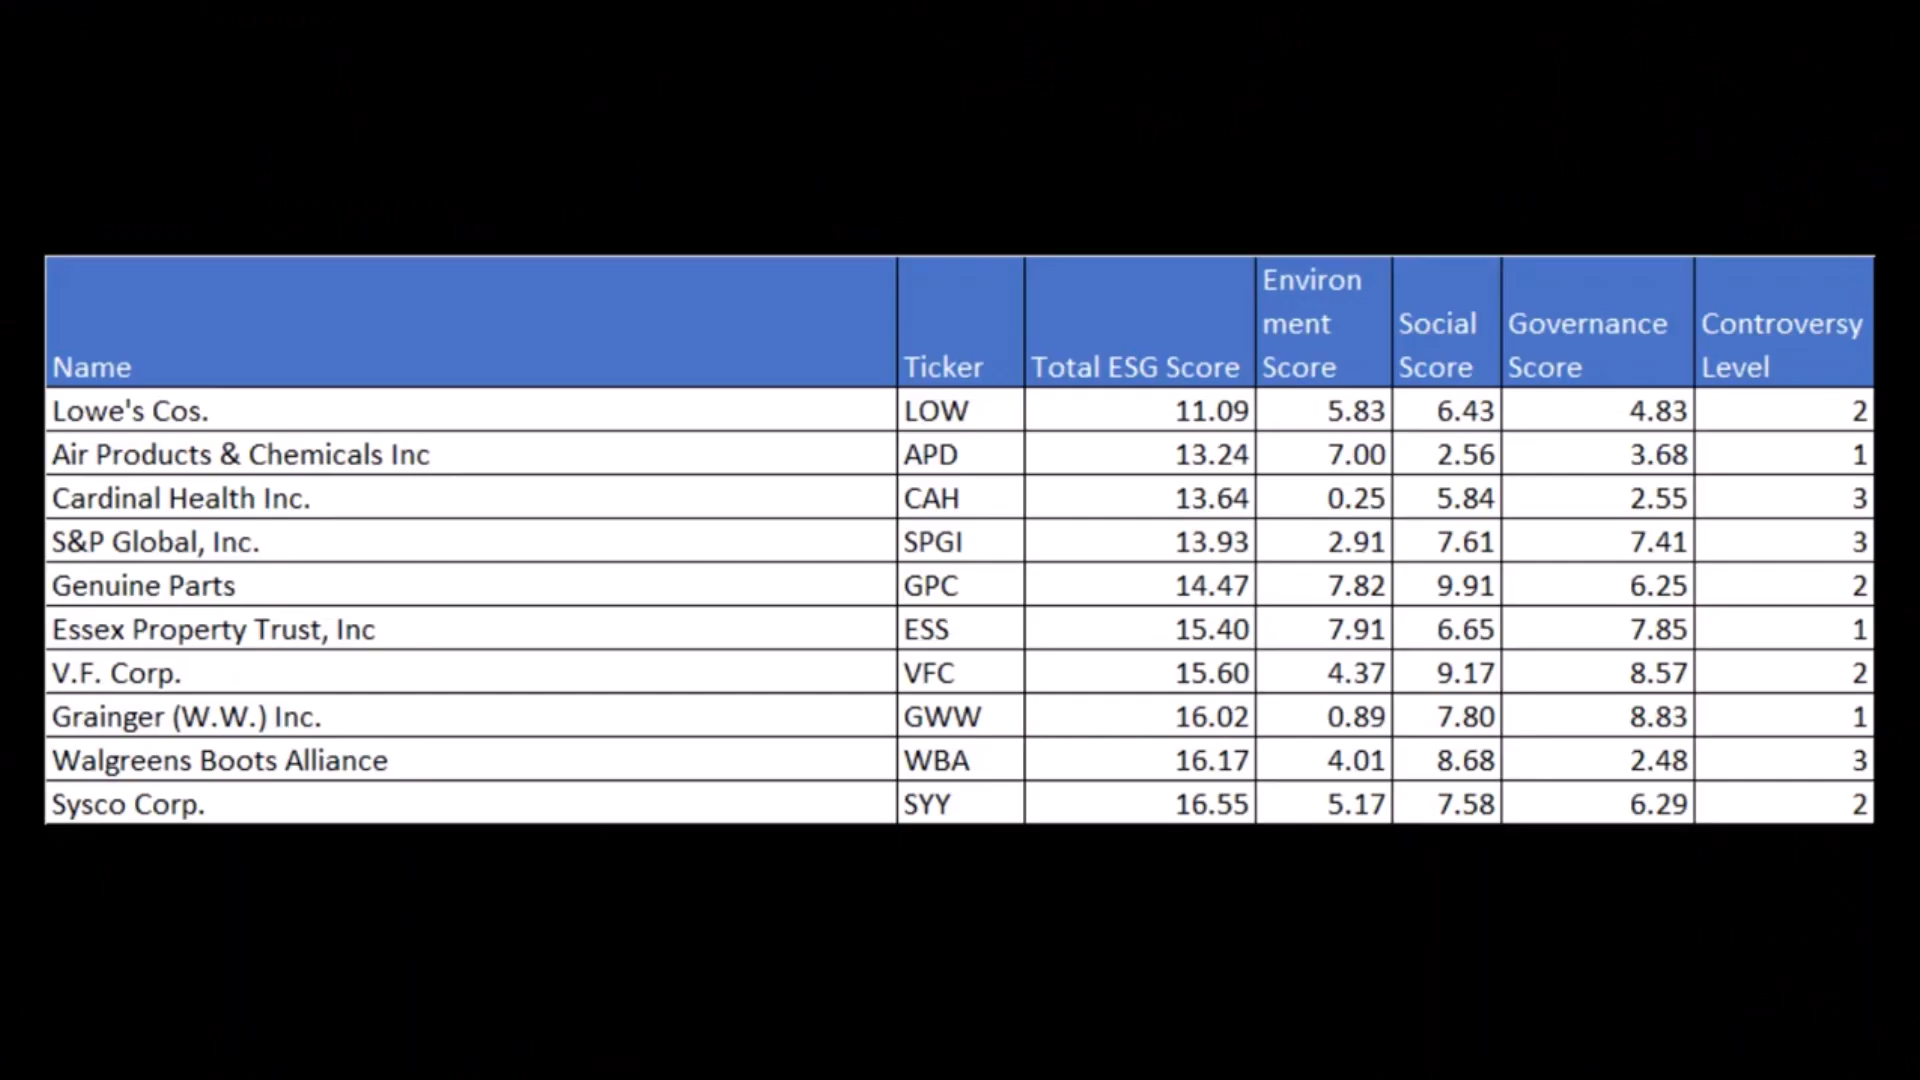 Name Ticker Total ESG Score Environ ment Score Social Score Governance Score Controversy Level
Lowe's Cos. LOW 11.09 5.83 6.43 4.83 2
Air Products & Chemicals Inc APD 13.24 7.00 2.56 3.68 1
Cardinal Health Inc. CAH 13.64 0.25 5.84 2.55 3
S&P Global, Inc. SPGI 13.93 2.91 7.61 7.41 3
Genuine Parts GPC 14.47 7.82 9.91 6.25 2
Essex Property Trust, Inc ESS 15.40 7.91 6.65 7.85 1
V.F. Corp. VFC 15.60 4.37 9.17 8.57 2
Grainger (W.W.) Inc. GWW 16.02 0.89 7.80 8.83 1
Walgreens Boots Alliance WBA 16.17 4.01 8.68 2.48 3
Sysco Corp. SYY 16.55 5.17 7.58 6.29 2